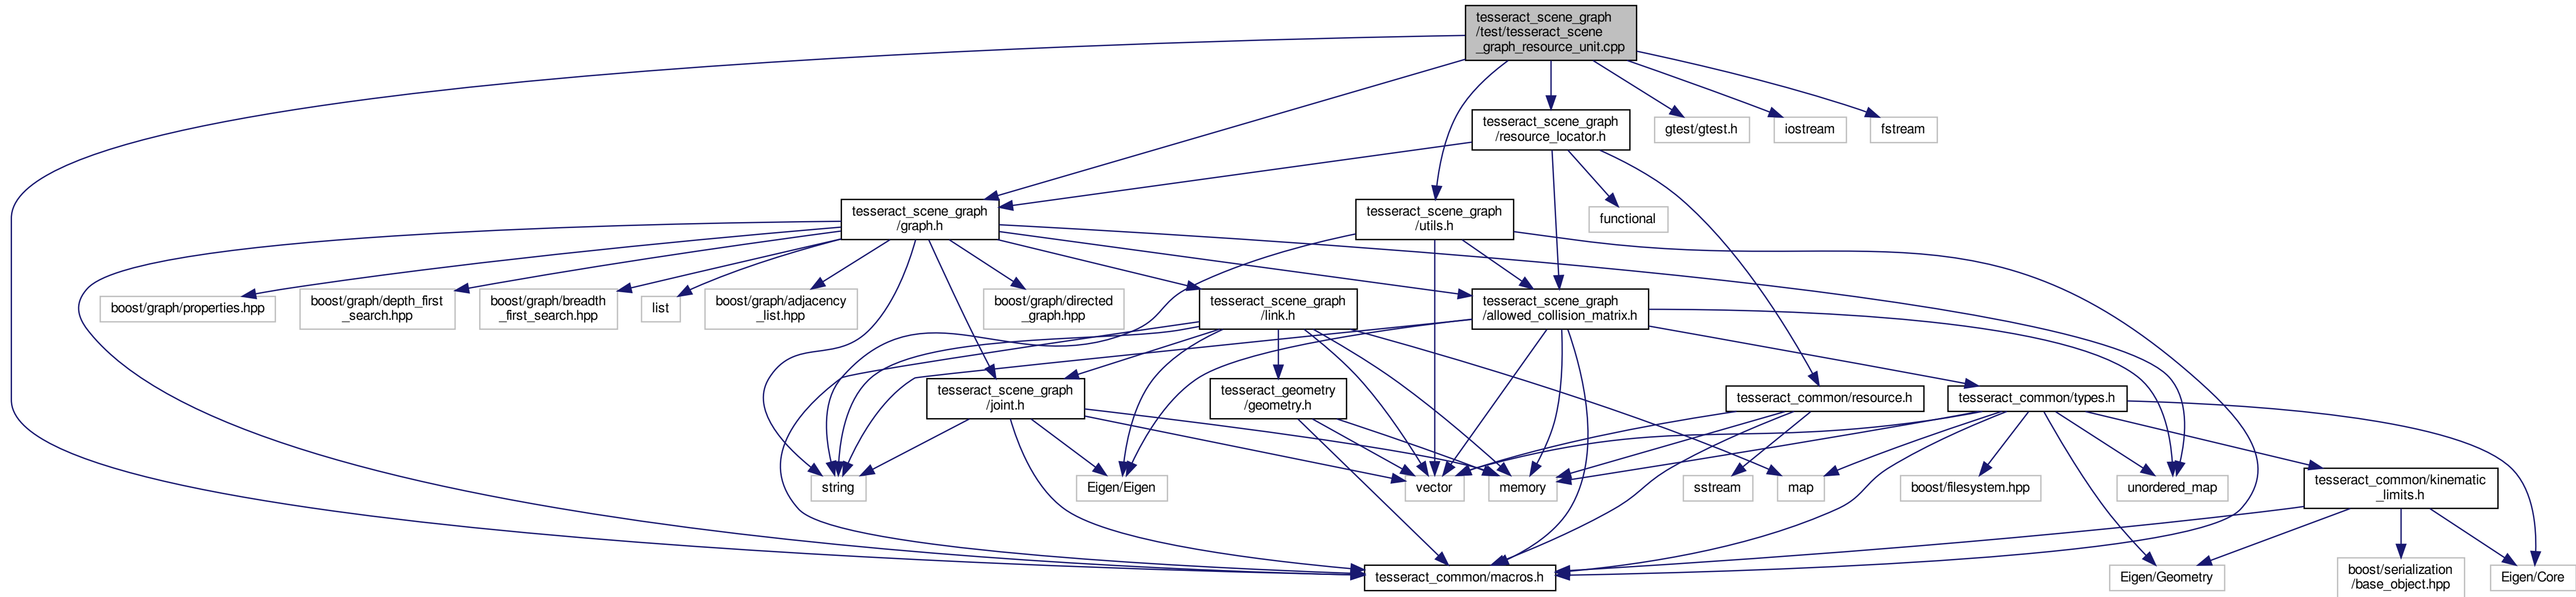 tesseract_scene_graph
/test/tesseract_scene
_graph_resource_unit.cpp
tesseract_scene_graph
/resource_locator.h
gtest/gtest.h
iostream
fstream
tesseract_scene_graph
/graph.h
tesseract_scene_graph
/utils.h
functional
boost/graph/properties.hpp
boost/graph/depth_first
_search.hpp
boost/graph/breadth
_first_search.hpp
list
boost/graph/adjacency
_list.hpp
boost/graph/directed
_graph.hpp
tesseract_scene_graph
/link.h
tesseract_scene_graph
/allowed_collision_matrix.h
tesseract_scene_graph
/joint.h
tesseract_geometry
/geometry.h
tesseract_common/resource.h
tesseract_common/types.h
string
Eigen/Eigen
vector
memory
sstream
map
boost/filesystem.hpp
unordered_map
tesseract_common/kinematic
_limits.h
tesseract_common/macros.h
Eigen/Geometry
boost/serialization
/base_object.hpp
Eigen/Core